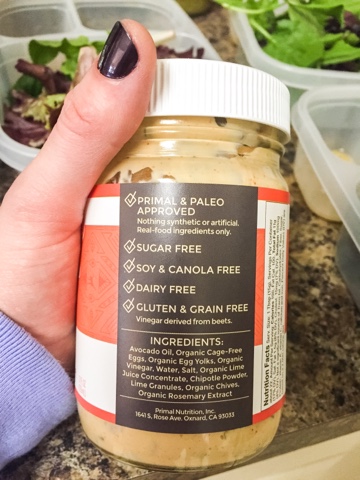 PRIMAL & PALEO
APPROVED
Nothing synthetic or artificial.
Real-food ingredients only.
SUGAR FREE
SOY & CANOLA FREE
DAIRY FREE
GLUTEN & GRAIN FREE
Vinegar derived from beets.
INGREDIENTS:
Avocado Oil, Organic Cage-Free
Eggs, Organic Egg Yolks, Organic
Vinegar, Water, Salt, Organic Lime
Juice Concentrate, Chipotle Powder,
Lime Granules, Organic Chives,
Organic Rosemary Extract
Primal Nutrition, Inc.
1641 S, Rose Ave, Oxnard, CA 93033
Nutrition Facts